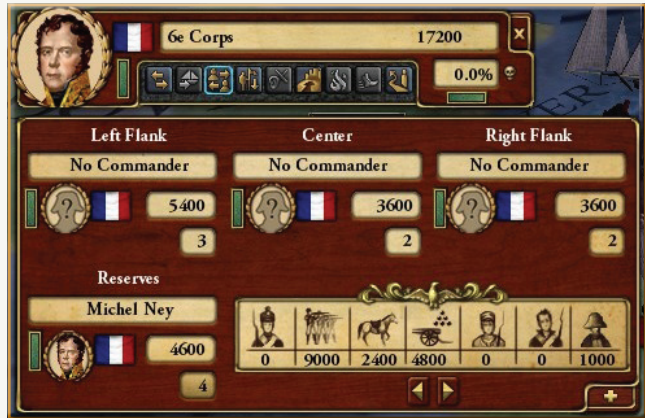 6e Corps 17200 x
0.0%
Left Flank Center Right Flank
No Commander No Commander No Commander
? 5400 ? 3600 ? 3600
3 2 2
Reserves
Michel Ney
4600
4
0 9000 2400 4800 0 0 1000